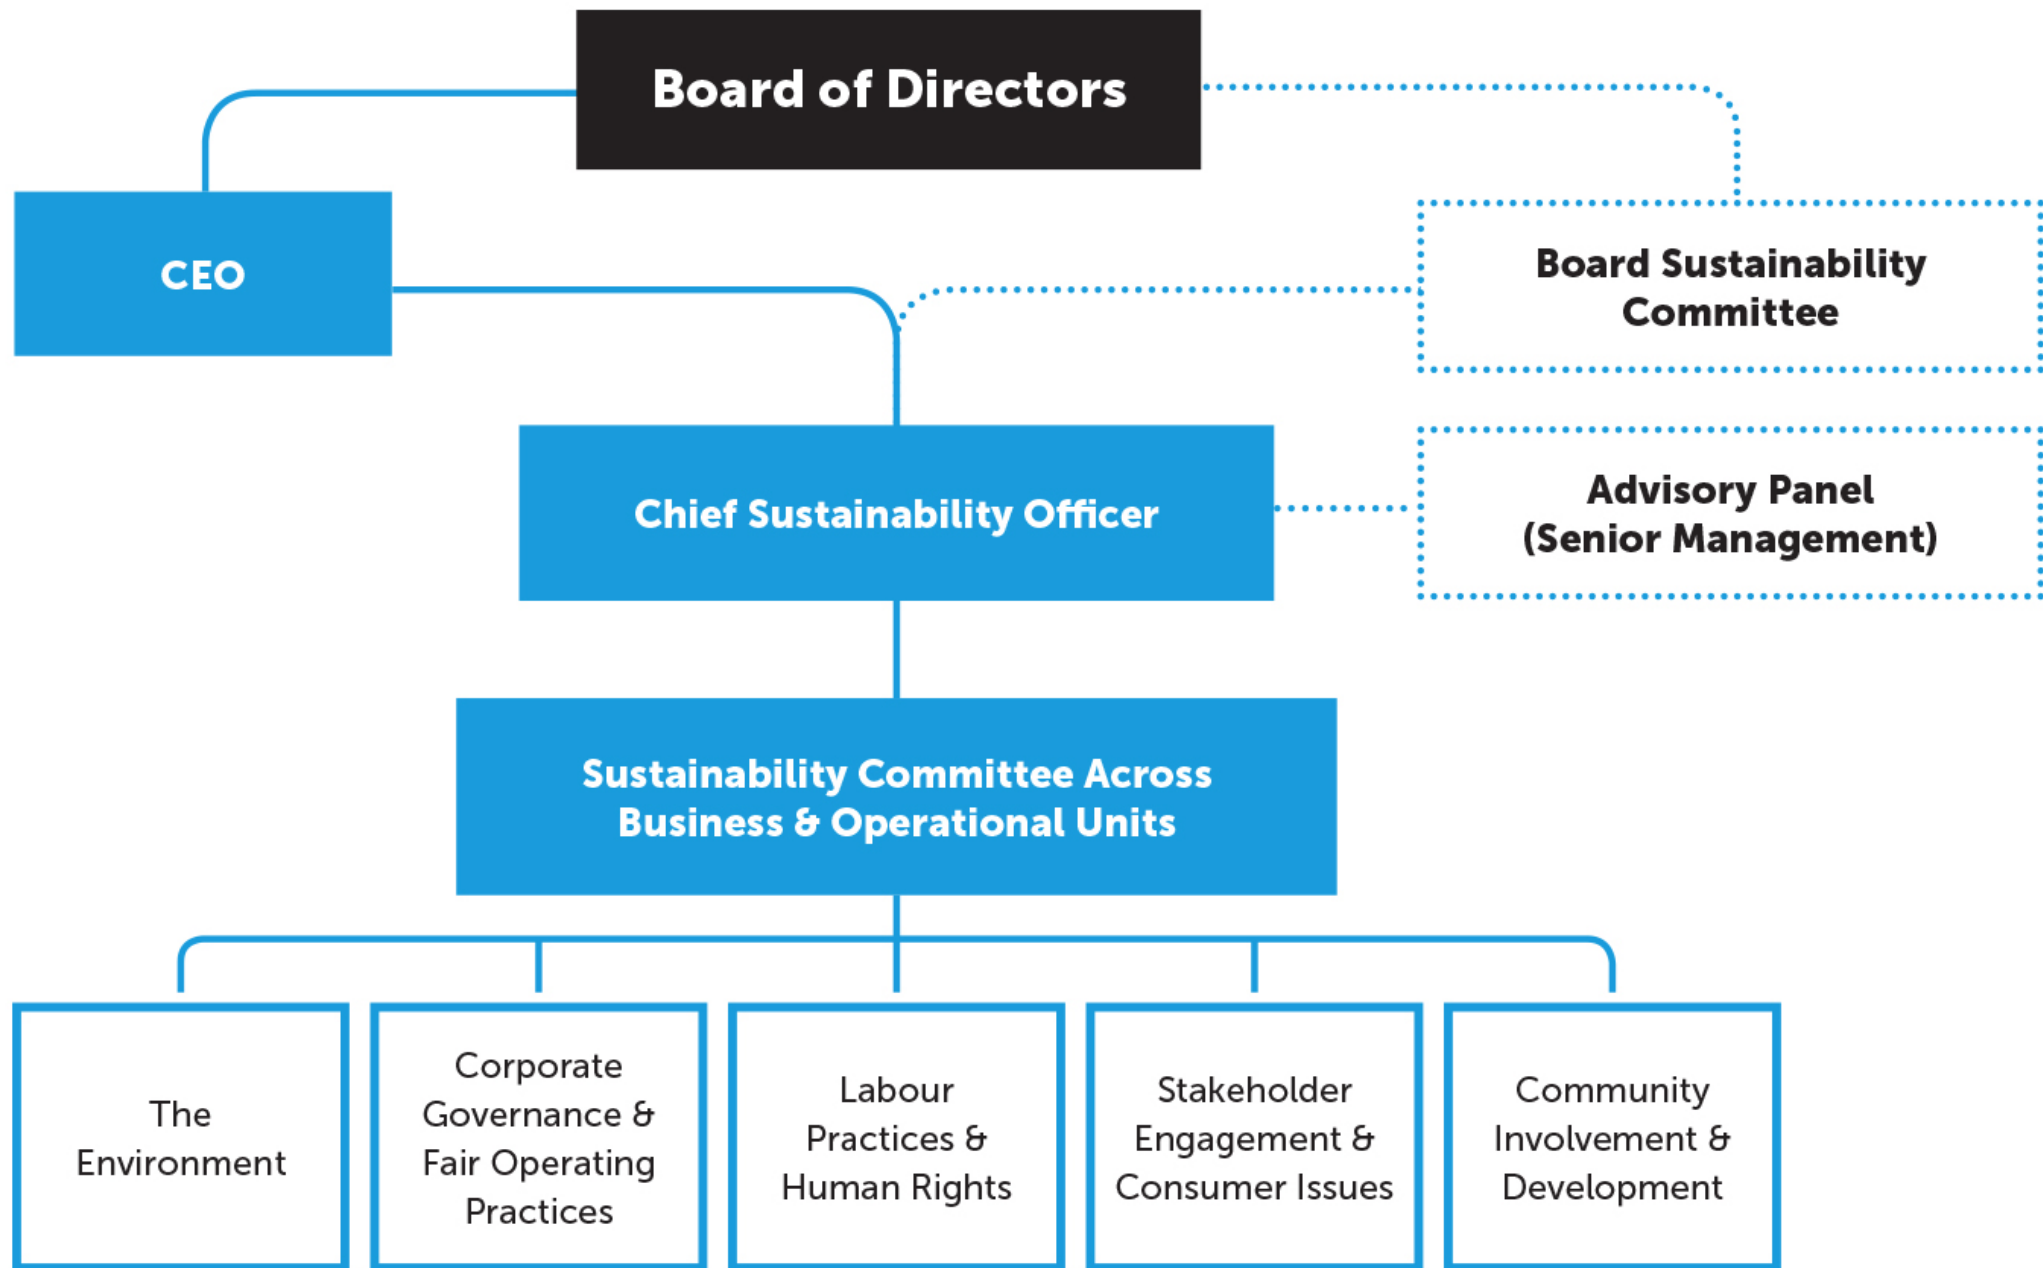 Board of Directors
CEO
Board Sustainability
Committee
Chief Sustainability Officer
Advisory Panel
(Senior Management)
Sustainability Committee Across
Business & Operational Units
The
Environment
Corporate
Governance &
Fair Operating
Practices
Labour
Practices &
Human Rights
Stakeholder
Engagement &
Consumer Issues
Community
Involvement &
Development